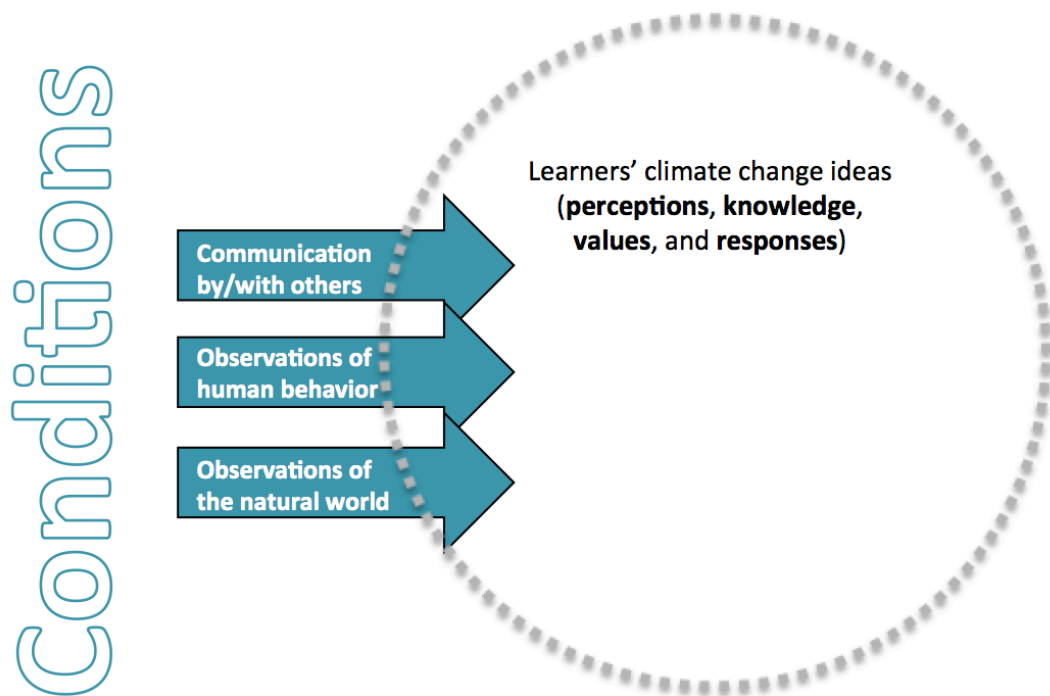 Conditions
Learners’ climate change ideas
(perceptions, knowledge,
values, and responses)
Communication
by/with others
Observations of
human behavior
Observations of
the natural world